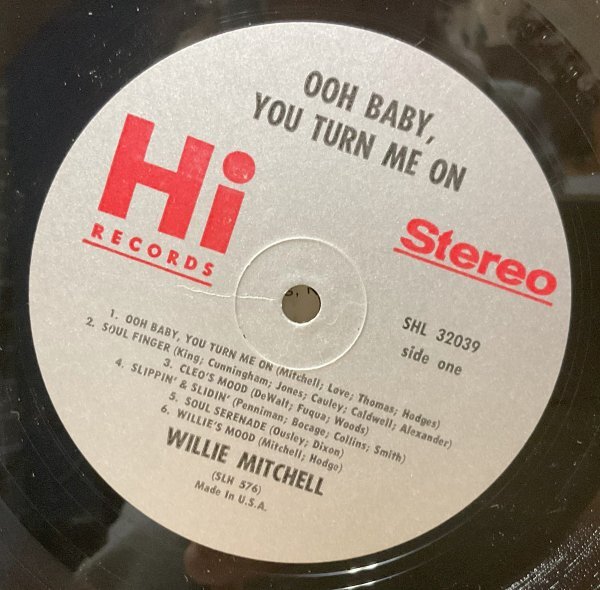 OOH BABY,
YOU TURN ME ON
Hi
RECORDS
Stereo
SHL 32039
side one
1. OOH BABY, YOU TURN ME ON (Mitchell; Love; Thomas; Hodges)
2. SOUL FINGER (King; Cunningham; Jones; Cauley; Caldwell; Alexander)
3. CLEO'S MOOD (DeWalt; Fuqua; Woods)
4. SLIPPIN' & SLIDIN' (Penniman; Bocage; Collins; Smith)
5. SOUL SERENADE (Ousley; Dixon)
6. WILLIE'S MOOD (Mitchell; Hodge)
WILLIE MITCHELL
(SLH 576)
Made In U.S.A.